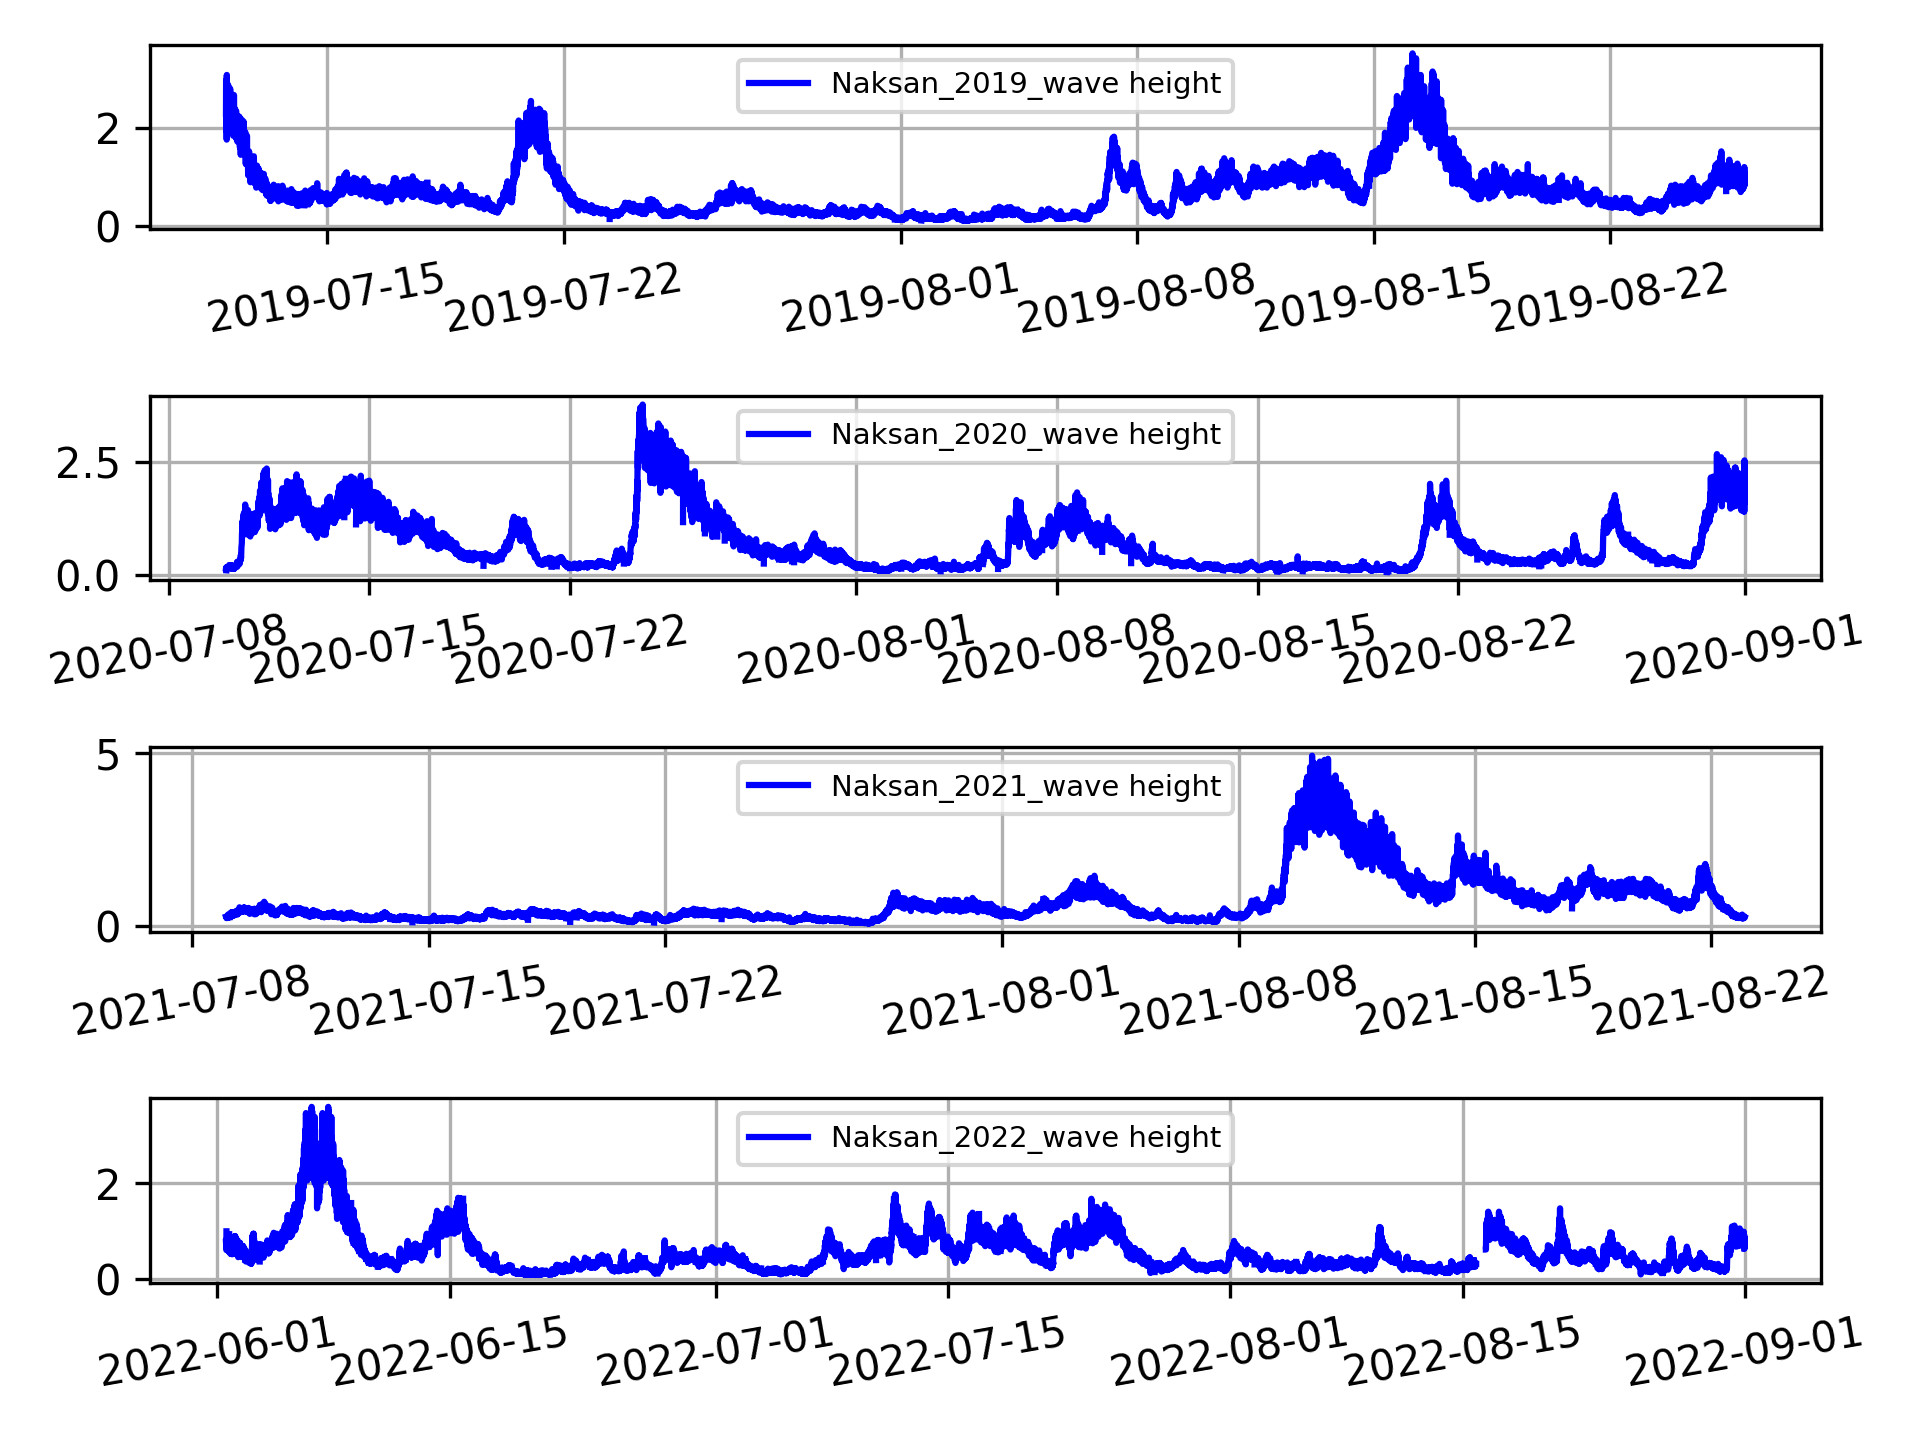 Naksan_2019_wave height
2
0
2019-07-15 2019-07-22 2019-08-01 2019-08-08 2019-08-15 2019-08-22
Naksan_2020_wave height
2.5
0.0
2020-07-08 2020-07-15 2020-07-22 2020-08-01 2020-08-08 2020-08-15 2020-08-22 2020-09-01
5
Naksan_2021_wave height
0
2021-07-08 2021-07-15 2021-07-22 2021-08-01 2021-08-08 2021-08-15 2021-08-22
Naksan_2022_wave height
2
0
2022-06-01 2022-06-15 2022-07-01 2022-07-15 2022-08-01 2022-08-15 2022-09-01